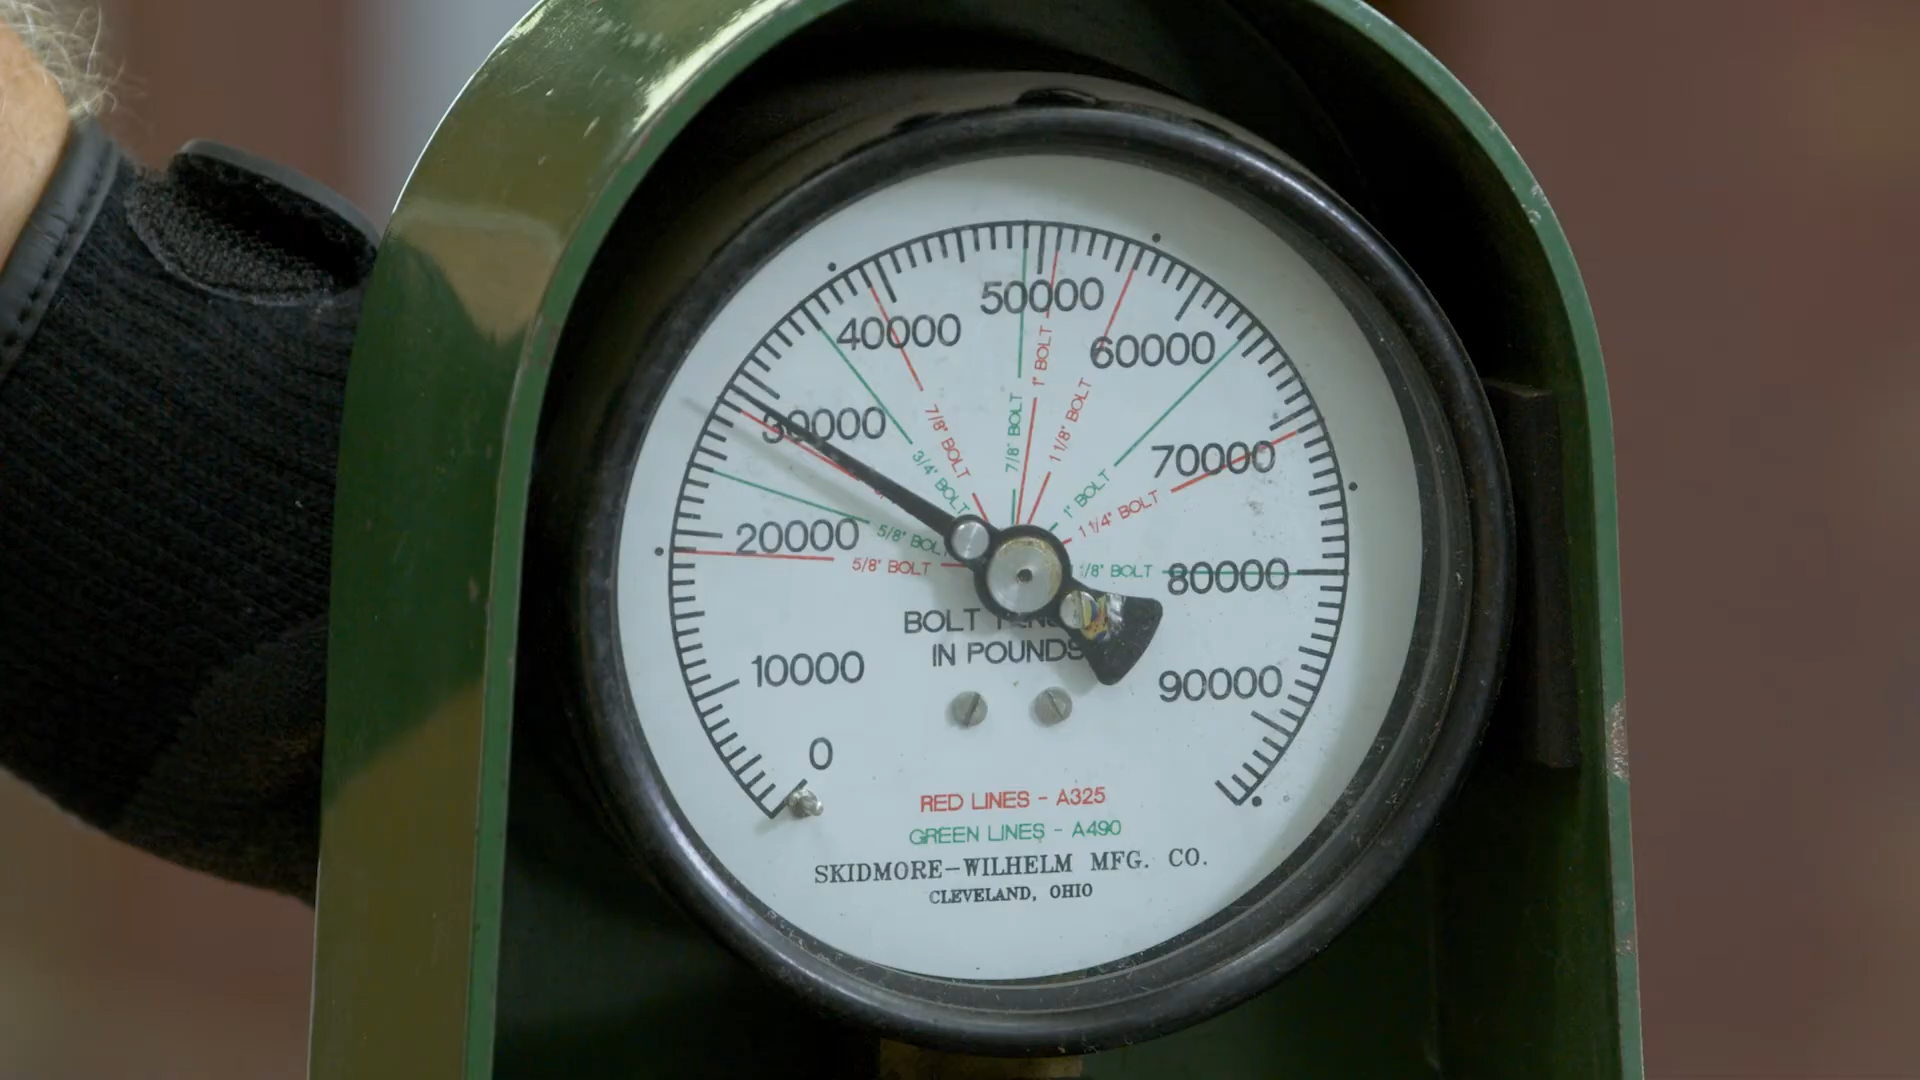 50000
40000
60000
30000
70000
20000
80000
10000
90000
0
5/8" BOLT
5/8" BOLT
3/4" BOLT
7/8" BOLT
7/8" BOLT
1" BOLT
1 1/8" BOLT
1" BOLT
1 1/4" BOLT
/8" BOLT
BOLT
IN POUNDS
RED LINES - A325
GREEN LINES - A490
SKIDMORE-WILHELM MFG. CO.
CLEVELAND, OHIO